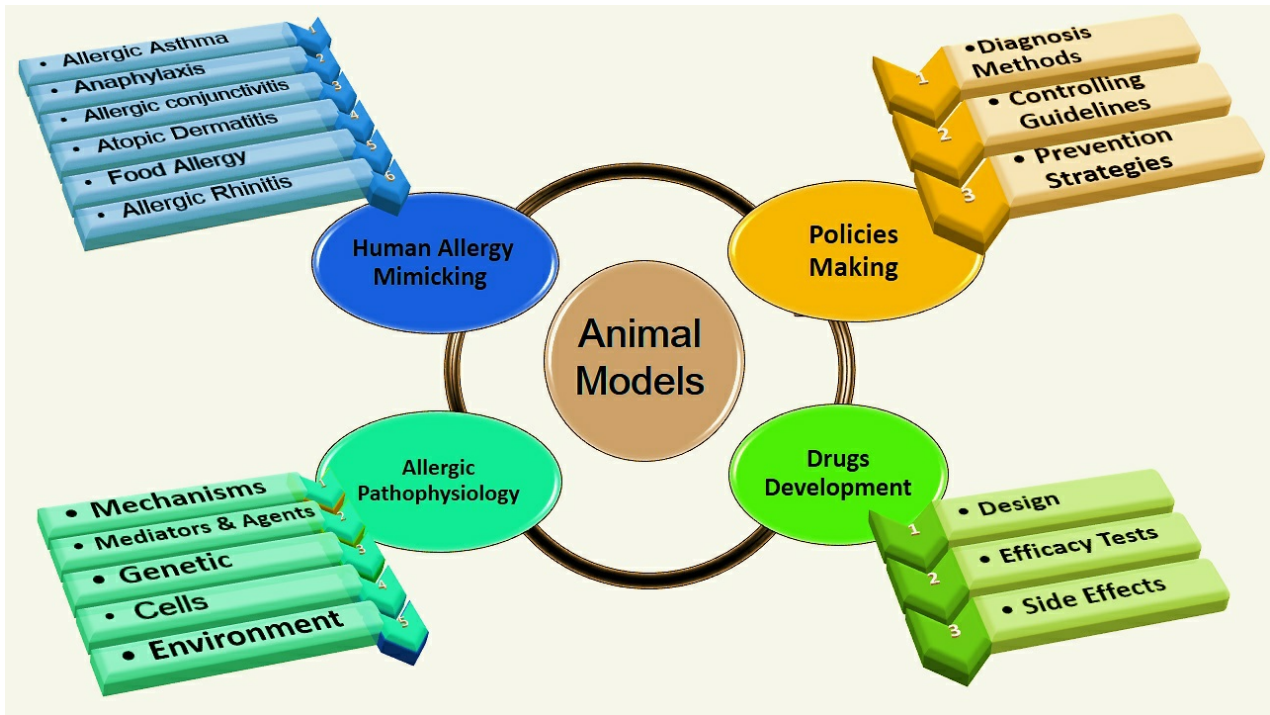 • Allergic Asthma 1
• Anaphylaxis 2
• Allergic conjunctivitis 3
• Atopic Dermatitis 4
• Food Allergy 5
• Allergic Rhinitis 6
Human Allergy
Mimicking
1 •Diagnosis
Methods
2 • Controlling
Guidelines
3 • Prevention
Strategies
Policies
Making
Animal
Models
Allergic
Pathophysiology
• Mechanisms 1
• Mediators & Agents 2
• Genetic 3
• Cells 4
• Environment 5
Drugs
Development
1 • Design
2 • Efficacy Tests
3 • Side Effects